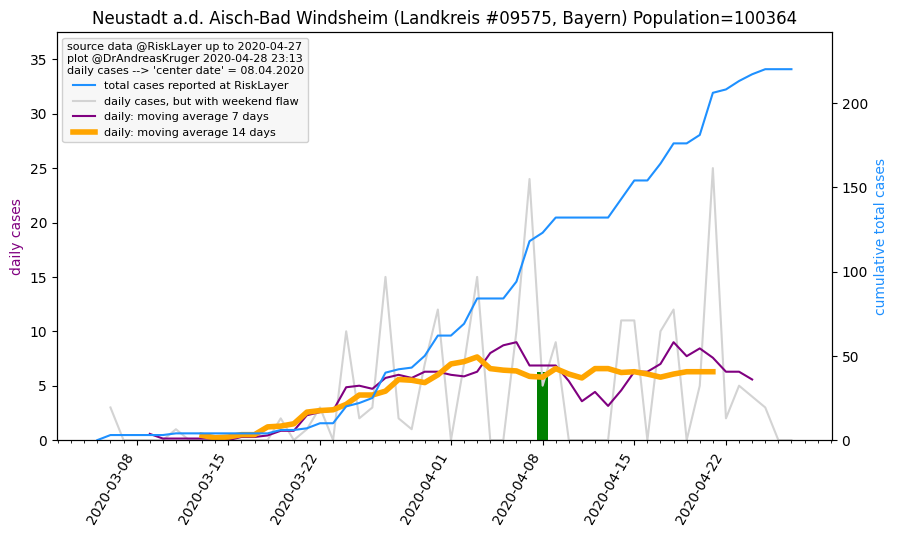 Neustadt a.d. Aisch-Bad Windsheim (Landkreis #09575, Bayern) Population=100364
source data @RiskLayer up to 2020-04-27
plot @DrAndreasKruger 2020-04-28 23:13
daily cases --> 'center date' = 08.04.2020
total cases reported at RiskLayer
daily cases, but with weekend flaw
daily: moving average 7 days
daily: moving average 14 days
daily cases
35
30
25
20
15
10
5
0
cumulative total cases
200
150
100
50
0
2020-03-08
2020-03-15
2020-03-22
2020-04-01
2020-04-08
2020-04-15
2020-04-22